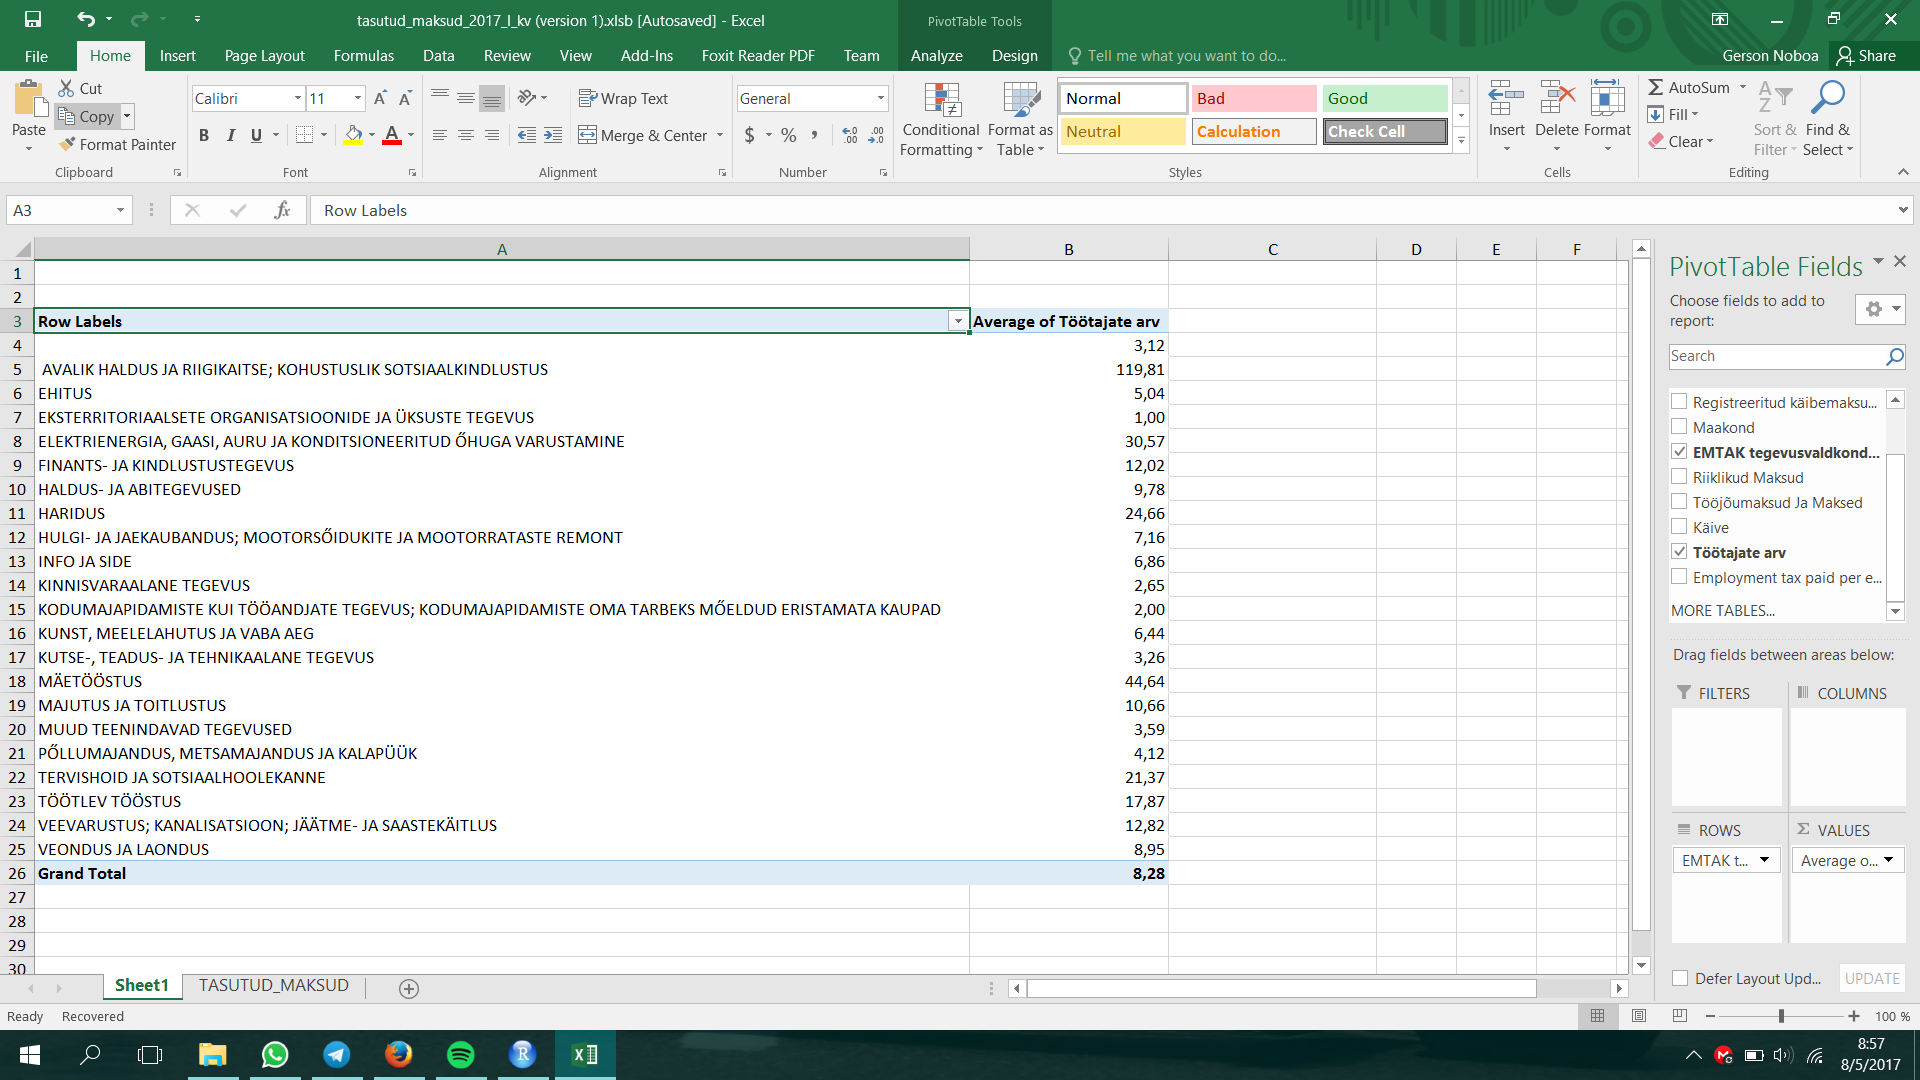 tasutud_maksud_2017_I_kv (version 1).xlsb [Autosaved] - Excel
PivotTable Tools
File Home Insert Page Layout Formulas Data Review View Add-Ins Foxit Reader PDF Team Analyze Design Tell me what you want to do... Gerson Noboa Share
Paste
Cut
Copy
Format Painter
Clipboard
Calibri 11
B I U A
Font
Wrap Text
Merge & Center
Alignment
General
$ % ,
Number
Conditional Formatting
Format as Table
Normal Bad Good
Neutral Calculation Check Cell
Styles
Insert Delete Format
Cells
AutoSum
Fill
Clear
Sort & Filter
Find & Select
Editing
A3 fx Row Labels
A B C D E F
1
2
3 Row Labels Average of Töötajate arv
4 3,12
5 AVALIK HALDUS JA RIIGIKAITSE; KOHUSTUSLIK SOTSIAALKINDLUSTUS 119,81
6 EHITUS 5,04
7 EKSTERRITORIAALSETE ORGANISATSIOONIDE JA ÜKSUSTE TEGEVUS 1,00
8 ELEKTRIENERGIA, GAASI, AURU JA KONDITSIONEERITUD ŐHUGA VARUSTAMINE 30,57
9 FINANTS- JA KINDLUSTUSTEGEVUS 12,02
10 HALDUS- JA ABITEGEVUSED 9,78
11 HARIDUS 24,66
12 HULGI- JA JAEKAUBANDUS; MOOTORSŐIDUKITE JA MOOTORRATASTE REMONT 7,16
13 INFO JA SIDE 6,86
14 KINNISVARAALANE TEGEVUS 2,65
15 KODUMAJAPIDAMISTE KUI TÖÖANDJATE TEGEVUS; KODUMAJAPIDAMISTE OMA TARBEKS MŐELDUD ERISTAMATA KAUPAD 2,00
16 KUNST, MEELELAHUTUS JA VABA AEG 6,44
17 KUTSE-, TEADUS- JA TEHNIKAALANE TEGEVUS 3,26
18 MÄETÖÖSTUS 44,64
19 MAJUTUS JA TOITLUSTUS 10,66
20 MUUD TEENINDAVAD TEGEVUSED 3,59
21 PŐLLUMAJANDUS, METSAMAJANDUS JA KALAPÜÜK 4,12
22 TERVISHOID JA SOTSIAALHOOLEKANNE 21,37
23 TÖÖTLEV TÖÖSTUS 17,87
24 VEEVARUSTUS; KANALISATSIOON; JÄÄTME- JA SAASTEKÄITLUS 12,82
25 VEONDUS JA LAONDUS 8,95
26 Grand Total 8,28
27
28
29
30
PivotTable Fields
Choose fields to add to
report:
Search
Registreeritud käibemaksu...
Maakond
EMTAK tegevusvaldkond...
Riiklikud Maksud
Tööjõumaksud Ja Maksed
Käive
Töötajate arv
Employment tax paid per e...
MORE TABLES...
Drag fields between areas below:
FILTERS COLUMNS
ROWS VALUES
EMTAK t... Average o...
Defer Layout Upd... UPDATE
Sheet1 TASUTUD_MAKSUD
Ready Recovered 100 %
8:57
8/5/2017